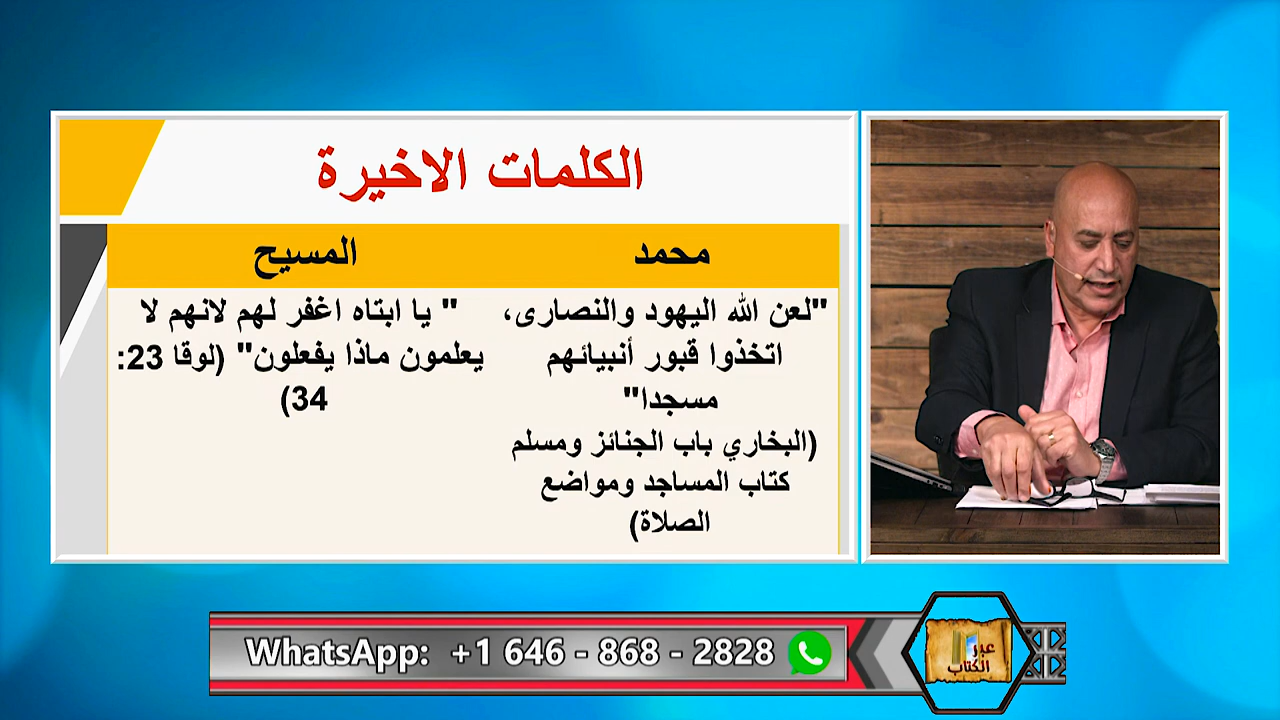 الكلمات الاخيرة
محمد
"لعن الله اليهود والنصارى،
اتخذوا قبور أنبيائهم
مسجدا"
(البخاري باب الجنائز ومسلم
كتاب المساجد ومواضع
الصلاة)
المسيح
" يا ابتاه اغفر لهم لانهم لا
يعلمون ماذا يفعلون" (لوقا 23:
34)
WhatsApp: +1 646 - 868 - 2828
عبر
الكتاب